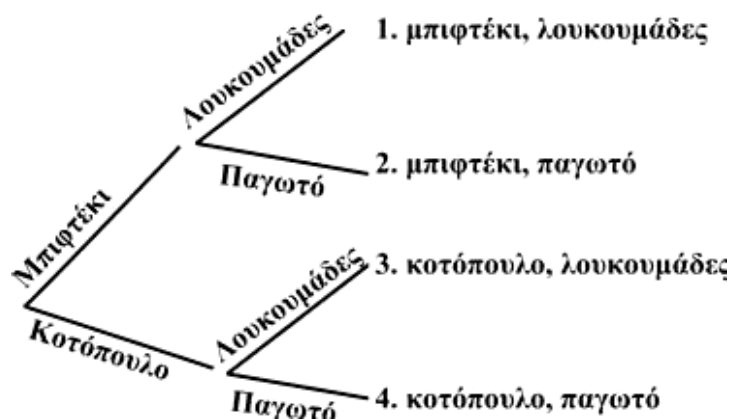 Λουκουμάδες
1. μπιφτέκι, λουκουμάδες
Παγωτό
2. μπιφτέκι, παγωτό
Μπιφτέκι
Λουκουμάδες
3. κοτόπουλο, λουκουμάδες
Κοτόπουλο
Παγωτό
4. κοτόπουλο, παγωτό